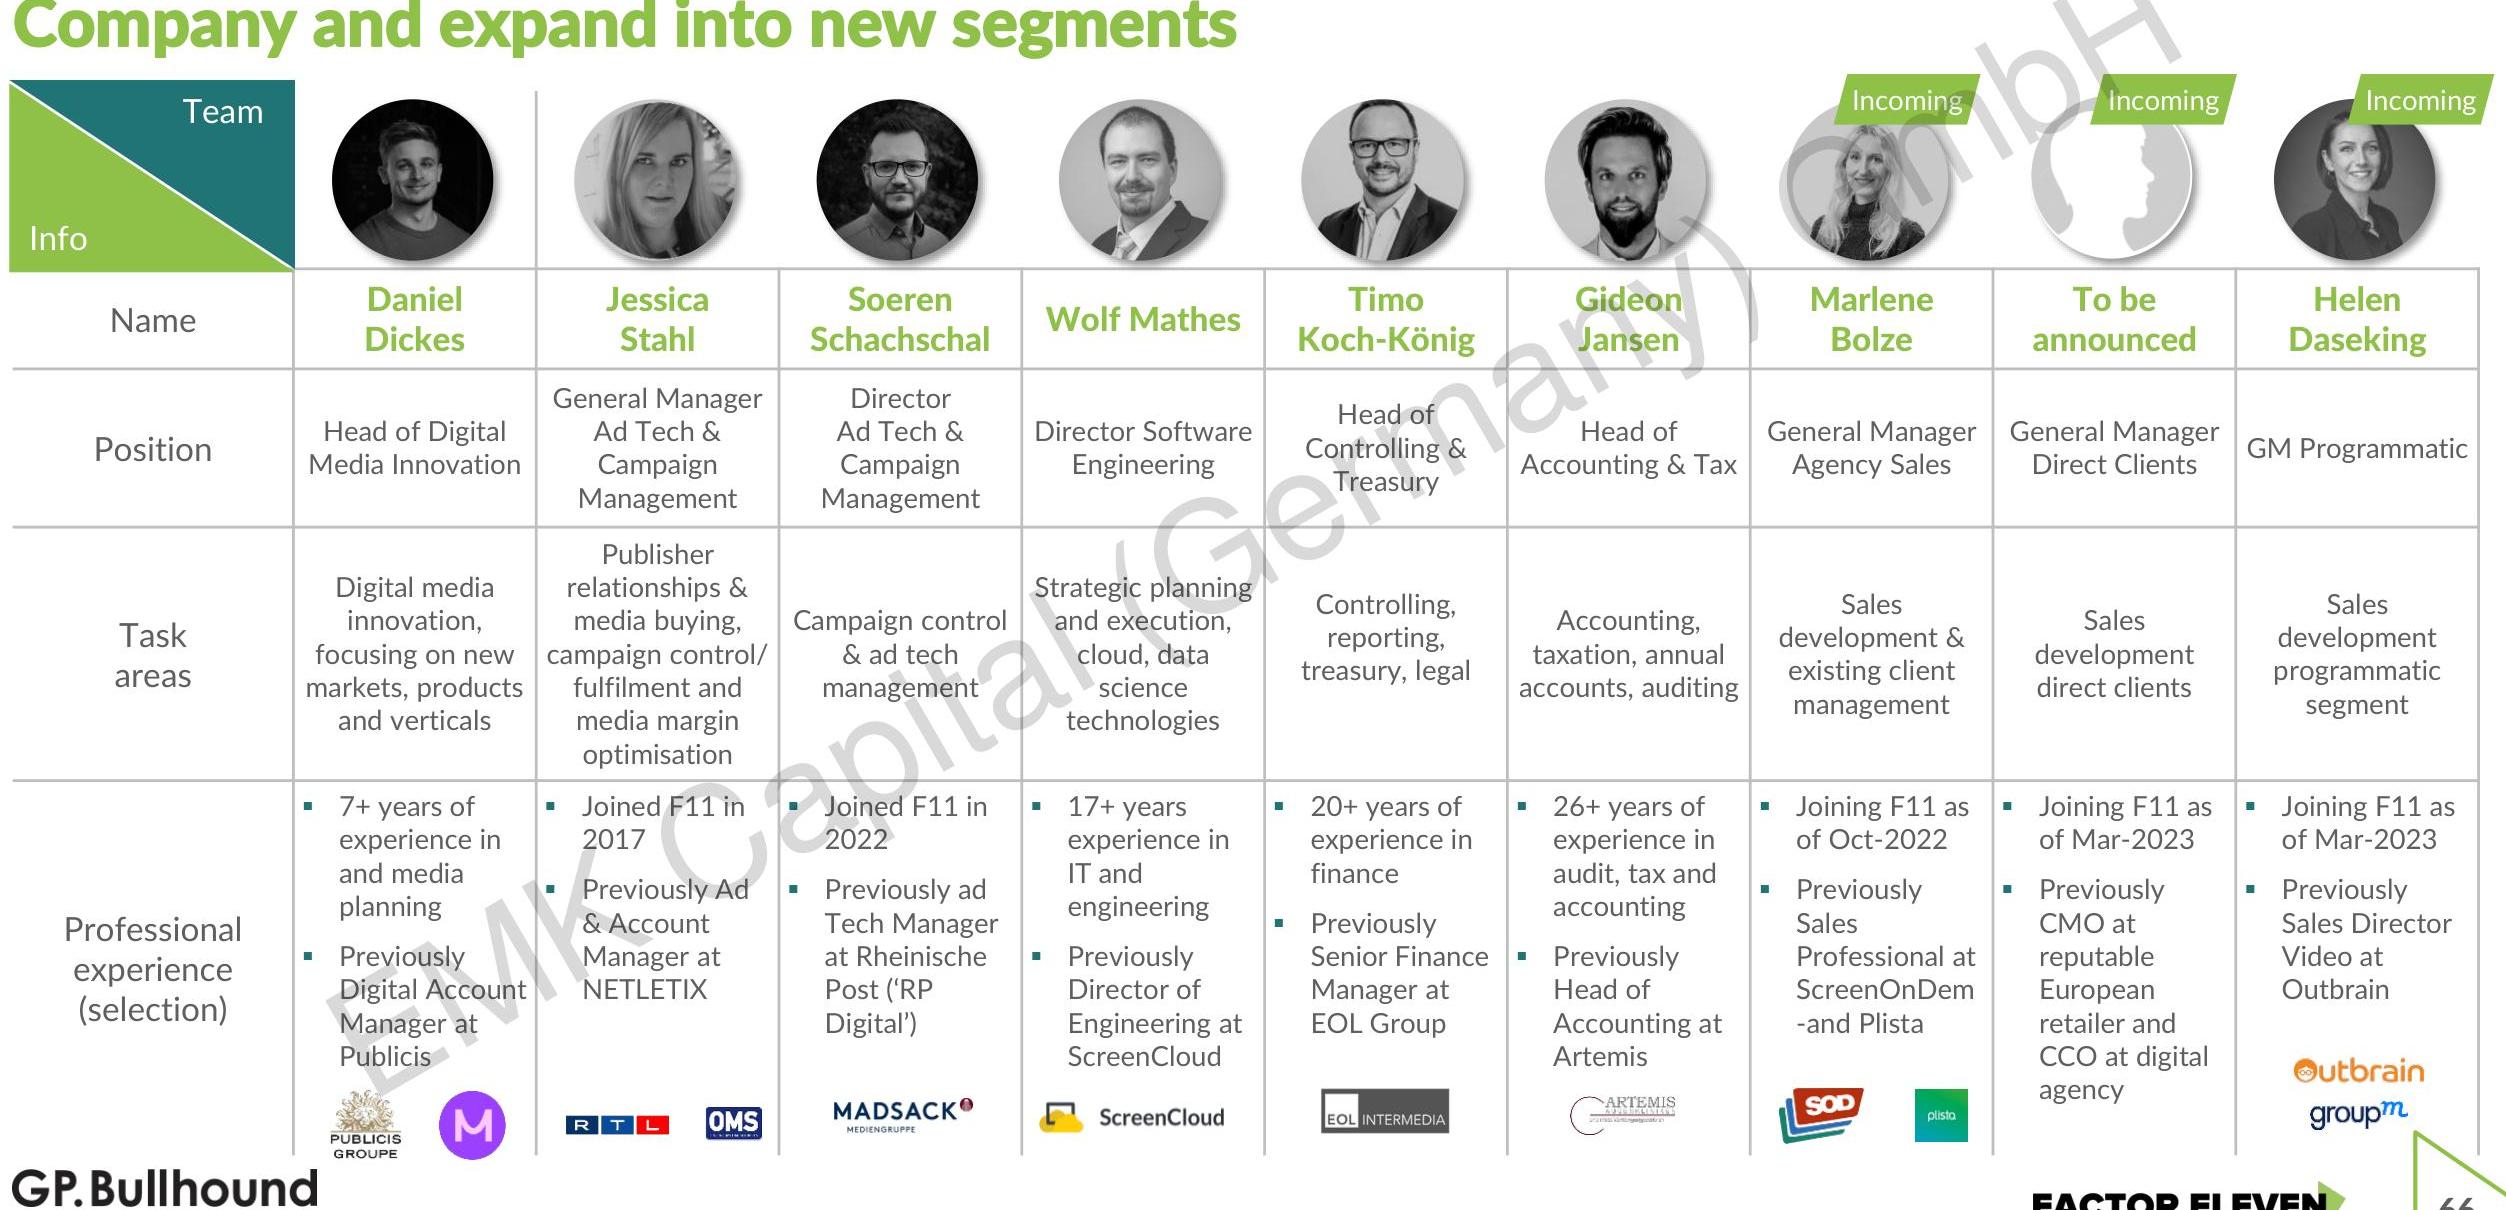 Company and expand into new segments
Team
Info
Incoming
Incoming
Incoming
Name
Daniel
Dickes
Jessica
Stahl
Soeren
Schachschal
Wolf Mathes
Timo
Koch-König
Gideon
Jansen
Marlene
Bolze
To be
announced
Helen
Daseking
Position
Head of Digital
Media Innovation
General Manager
Ad Tech &
Campaign
Management
Director
Ad Tech &
Campaign
Management
Director Software
Engineering
Head of
Controlling &
Treasury
Head of
Accounting & Tax
General Manager
Agency Sales
General Manager
Direct Clients
GM Programmatic
Task
areas
Digital media
innovation,
focusing on new
markets, products
and verticals
Publisher
relationships &
media buying,
campaign control/
fulfilment and
media margin
optimisation
Campaign control
& ad tech
management
Strategic planning
and execution,
cloud, data
science
technologies
Controlling,
reporting,
treasury, legal
Accounting,
taxation, annual
accounts, auditing
Sales
development &
existing client
management
Sales
development
direct clients
Sales
development
programmatic
segment
Professional
experience
(selection)
▪ 7+ years of
experience in
and media
planning
▪ Previously
Digital Account
Manager at
Publicis
PUBLICIS
GROUPE
M
▪ Joined F11 in
2017
▪ Previously Ad
& Account
Manager at
NETLETIX
RTL
OMS
▪ Joined F11 in
2022
▪ Previously ad
Tech Manager
at Rheinische
Post (‘RP
Digital’)
MADSACK
MEDIENGRUPPE
▪ 17+ years
experience in
IT and
engineering
▪ Previously
Director of
Engineering at
ScreenCloud
ScreenCloud
▪ 20+ years of
experience in
finance
▪ Previously
Senior Finance
Manager at
EOL Group
EOL INTERMEDIA
▪ 26+ years of
experience in
audit, tax and
accounting
▪ Previously
Head of
Accounting at
Artemis
ARTEMIS
▪ Joining F11 as
of Oct-2022
▪ Previously
Sales
Professional at
ScreenOnDem
-and Plista
SOD
plista
▪ Joining F11 as
of Mar-2023
▪ Previously
CMO at
reputable
European
retailer and
CCO at digital
agency
▪ Joining F11 as
of Mar-2023
▪ Previously
Sales Director
Video at
Outbrain
Outbrain
groupm
EMK Capital (Germany) GmbH
GP.Bullhound
FACTOR ELEVEN
66